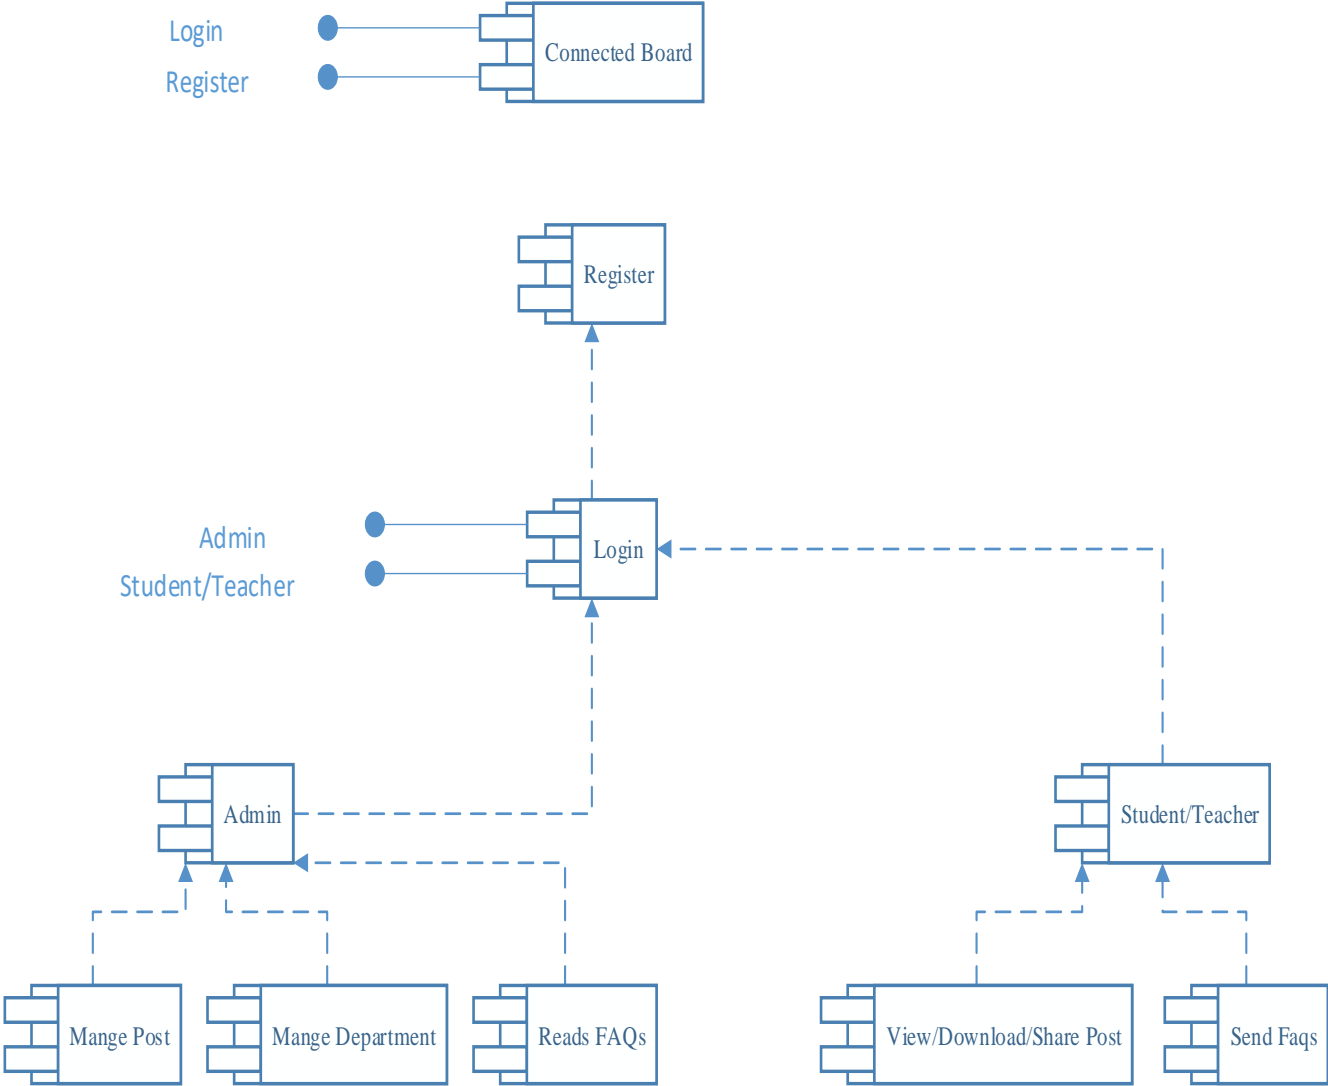 Login
Connected Board
Register
Register
Admin
Login
Student/Teacher
Admin
Student/Teacher
Mange Post
Mange Department
Reads FAQs
View/Download/Share Post
Send Faqs